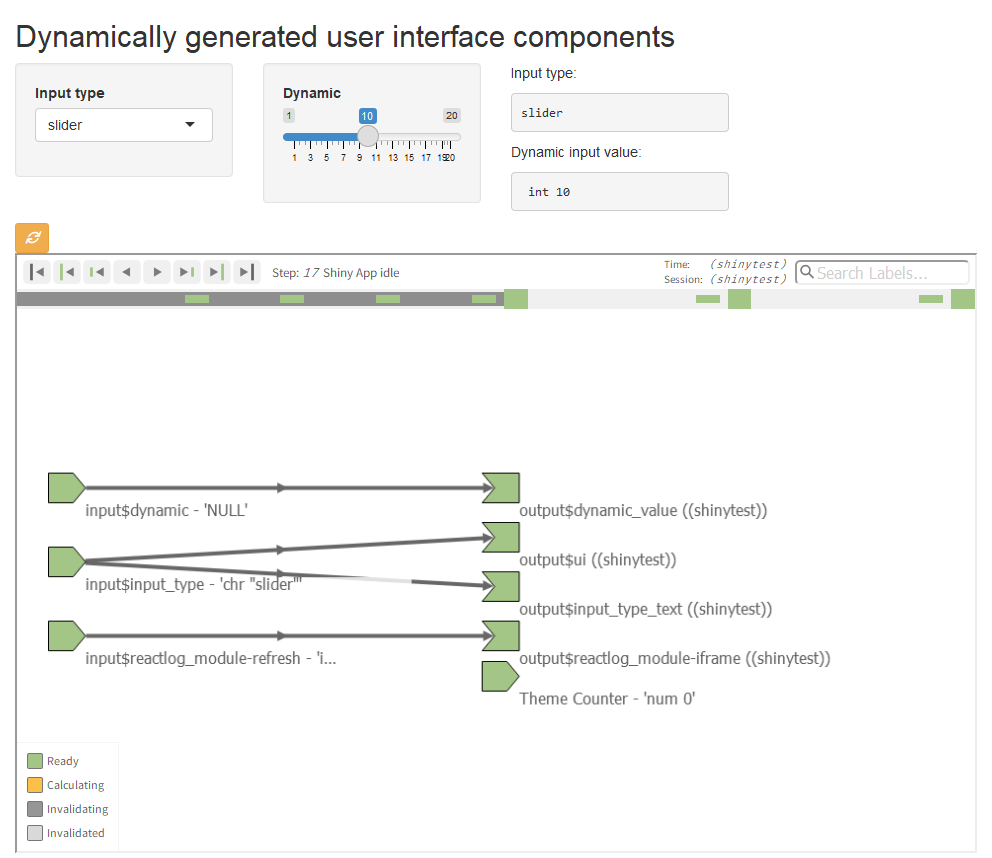 Dynamically generated user interface components
Input type
slider
Dynamic
1 10 20
1 3 5 7 9 11 13 15 17 19 20
Input type:
slider
Dynamic input value:
int 10
Step: 17 Shiny App idle
Time: (shinytest)
Session: (shinytest)
Search Labels...
input$dynamic - 'NULL'
output$dynamic_value ((shinytest))
output$ui ((shinytest))
input$input_type - 'chr "slider"'
output$input_type_text ((shinytest))
input$reactlog_module-refresh - 'i...
output$reactlog_module-iframe ((shinytest))
Theme Counter - 'num 0'
Ready
Calculating
Invalidating
Invalidated